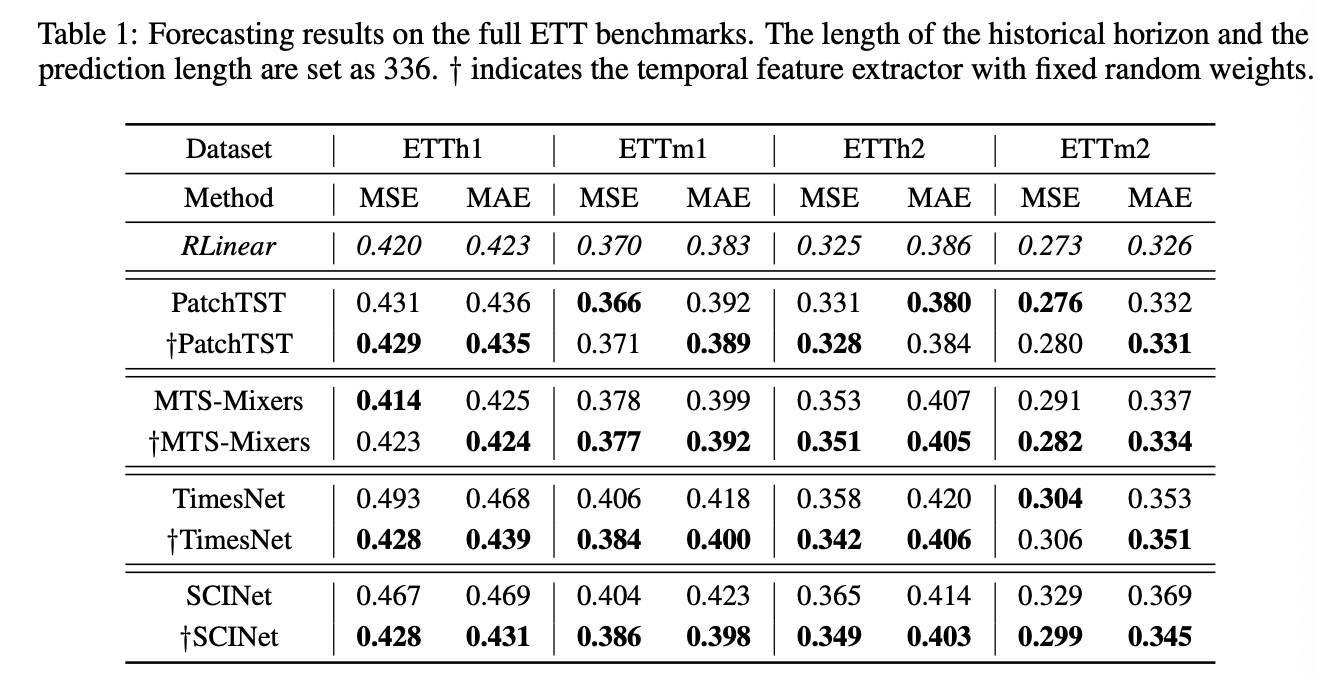 Table 1: Forecasting results on the full ETT benchmarks. The length of the historical horizon and the
prediction length are set as 336. † indicates the temporal feature extractor with fixed random weights.
Dataset ETTh1 ETTm1 ETTh2 ETTm2
Method MSE MAE MSE MAE MSE MAE MSE MAE
RLinear 0.420 0.423 0.370 0.383 0.325 0.386 0.273 0.326
PatchTST 0.431 0.436 0.366 0.392 0.331 0.380 0.276 0.332
†PatchTST 0.429 0.435 0.371 0.389 0.328 0.384 0.280 0.331
MTS-Mixers 0.414 0.425 0.378 0.399 0.353 0.407 0.291 0.337
†MTS-Mixers 0.423 0.424 0.377 0.392 0.351 0.405 0.282 0.334
TimesNet 0.493 0.468 0.406 0.418 0.358 0.420 0.304 0.353
†TimesNet 0.428 0.439 0.384 0.400 0.342 0.406 0.306 0.351
SCINet 0.467 0.469 0.404 0.423 0.365 0.414 0.329 0.369
†SCINet 0.428 0.431 0.386 0.398 0.349 0.403 0.299 0.345